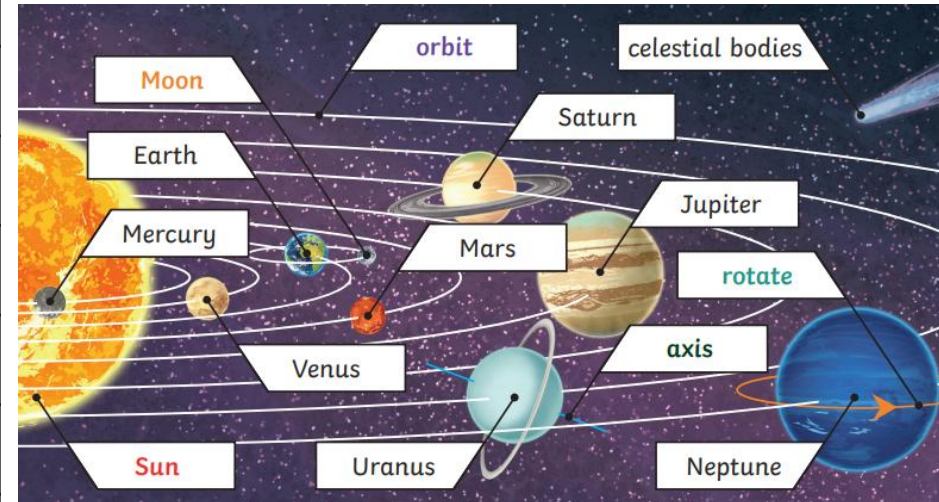 orbit
celestial bodies
Moon
Saturn
Earth
Jupiter
Mercury
Mars
rotate
axis
Venus
Sun
Uranus
Neptune